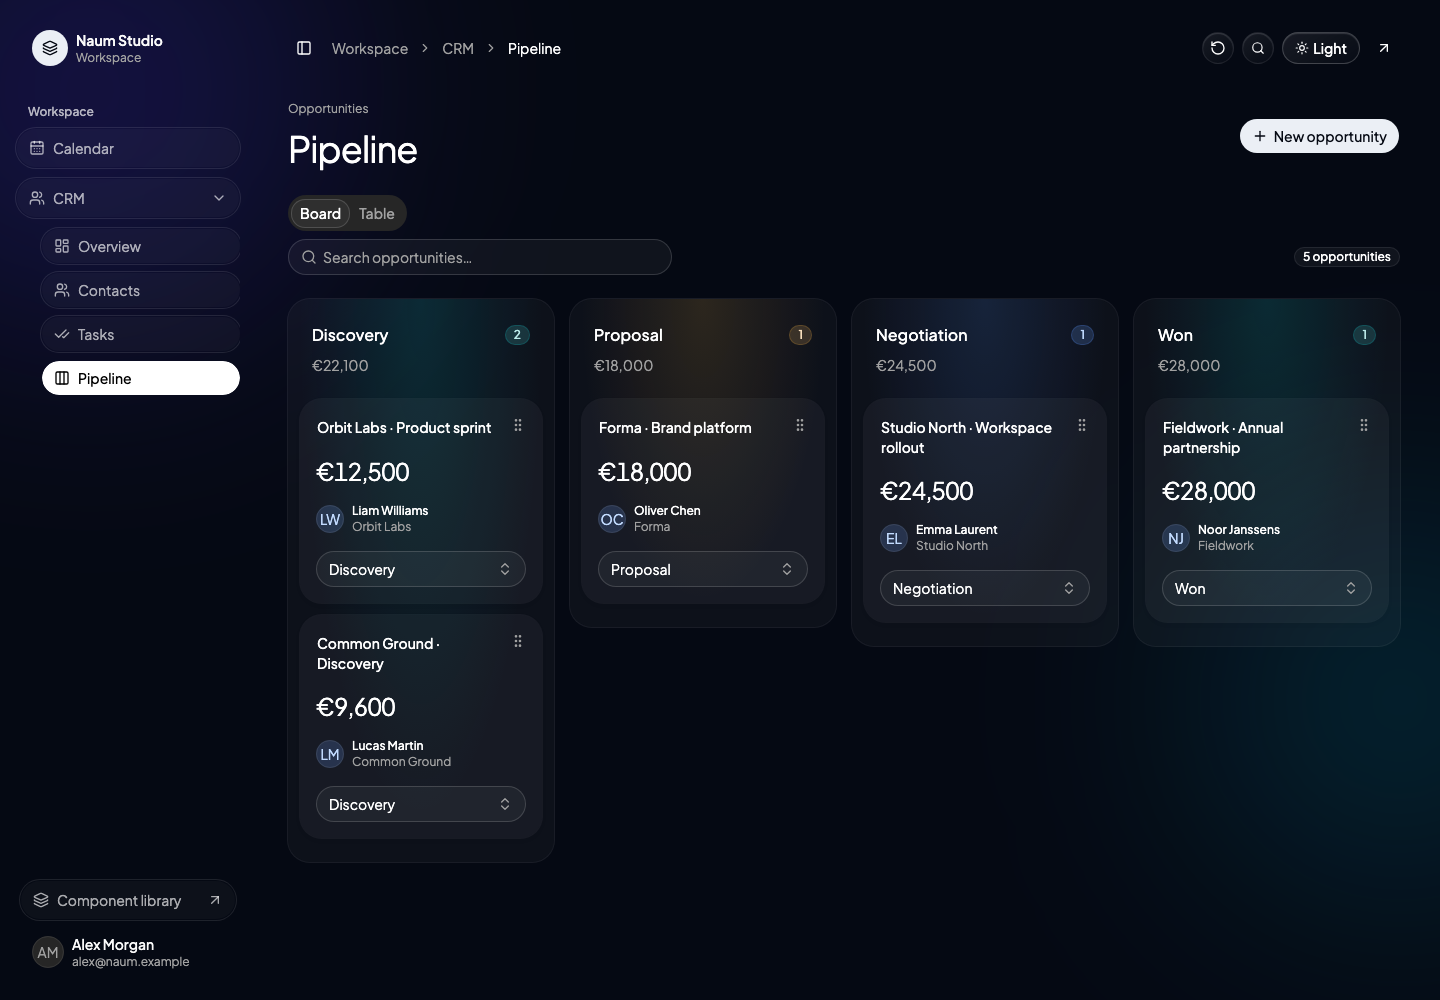 Naum Studio
Workspace
Workspace
Calendar
CRM
Overview
Contacts
Tasks
Pipeline
Component library
AM
Alex Morgan
alex@naum.example
Workspace > CRM > Pipeline
Light
Opportunities
Pipeline
New opportunity
Board Table
Search opportunities...
5 opportunities
Discovery 2
€22,100
Orbit Labs · Product sprint
€12,500
LW
Liam Williams
Orbit Labs
Discovery
Common Ground ·
Discovery
€9,600
LM
Lucas Martin
Common Ground
Discovery
Proposal 1
€18,000
Forma · Brand platform
€18,000
OC
Oliver Chen
Forma
Proposal
Negotiation 1
€24,500
Studio North · Workspace
rollout
€24,500
EL
Emma Laurent
Studio North
Negotiation
Won 1
€28,000
Fieldwork · Annual
partnership
€28,000
NJ
Noor Janssens
Fieldwork
Won